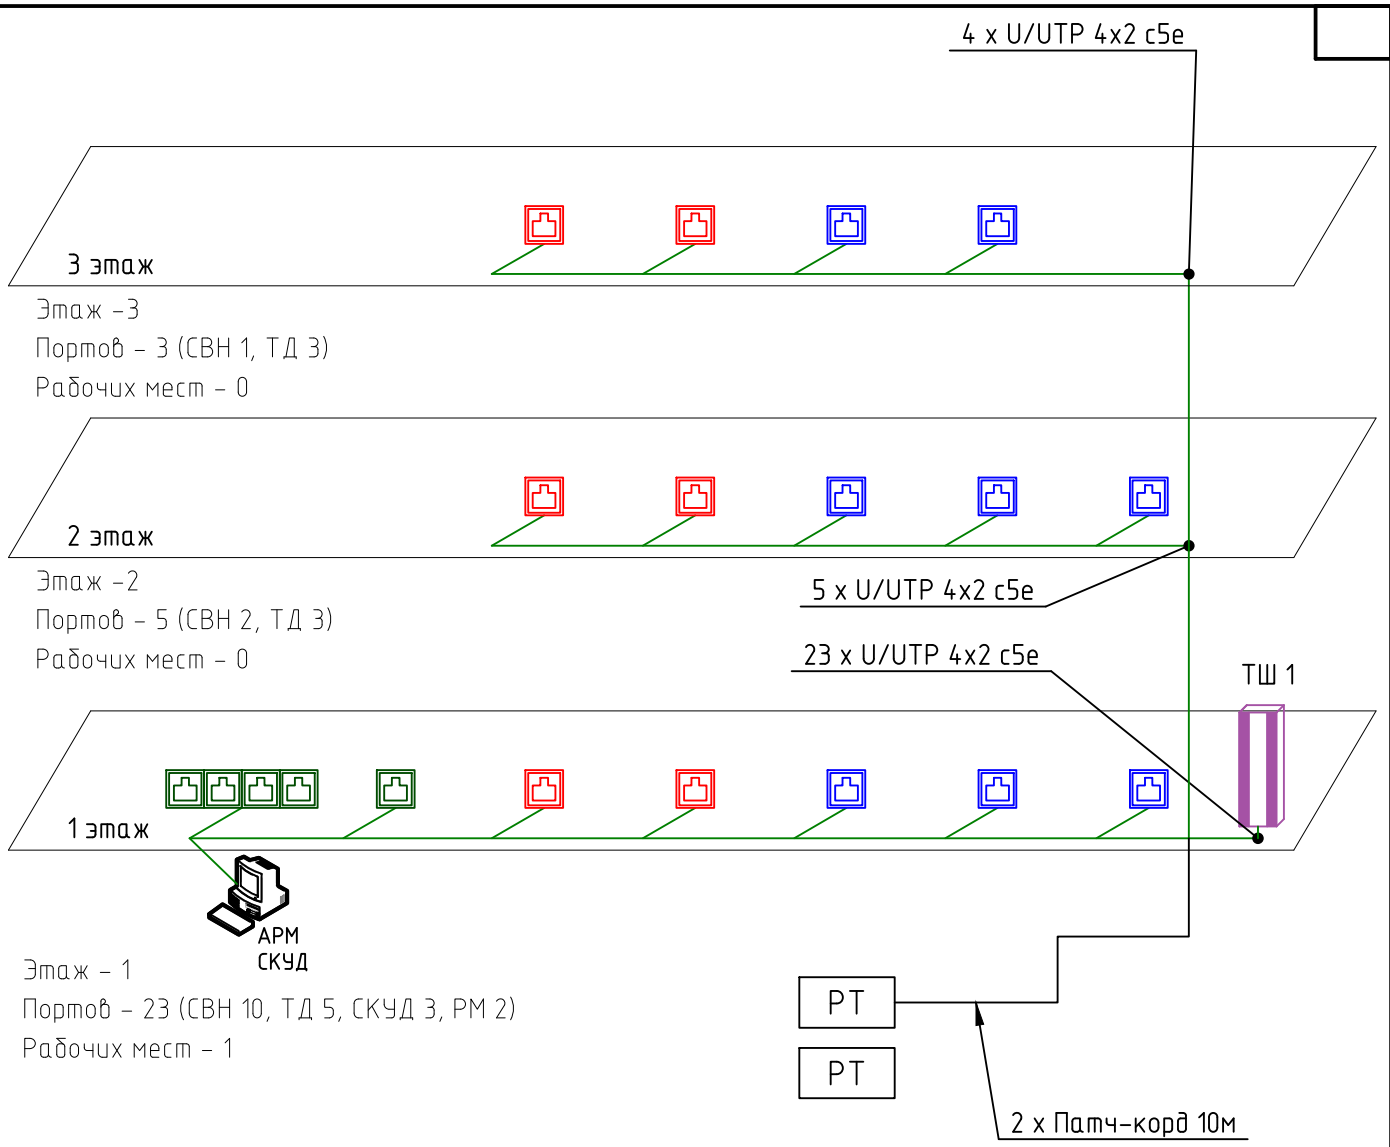 4 x U/UTP 4x2 c5e
3 этаж
Этаж -3
Портов - 3 (СВН 1, ТД 3)
Рабочих мест - 0
2 этаж
Этаж -2
Портов - 5 (СВН 2, ТД 3)
Рабочих мест - 0
5 x U/UTP 4x2 c5e
23 x U/UTP 4x2 c5e
ТШ 1
1 этаж
АРМ
СКУД
Этаж - 1
Портов - 23 (СВН 10, ТД 5, СКУД 3, РМ 2)
Рабочих мест - 1
РТ
РТ
2 x Патч-корд 10м